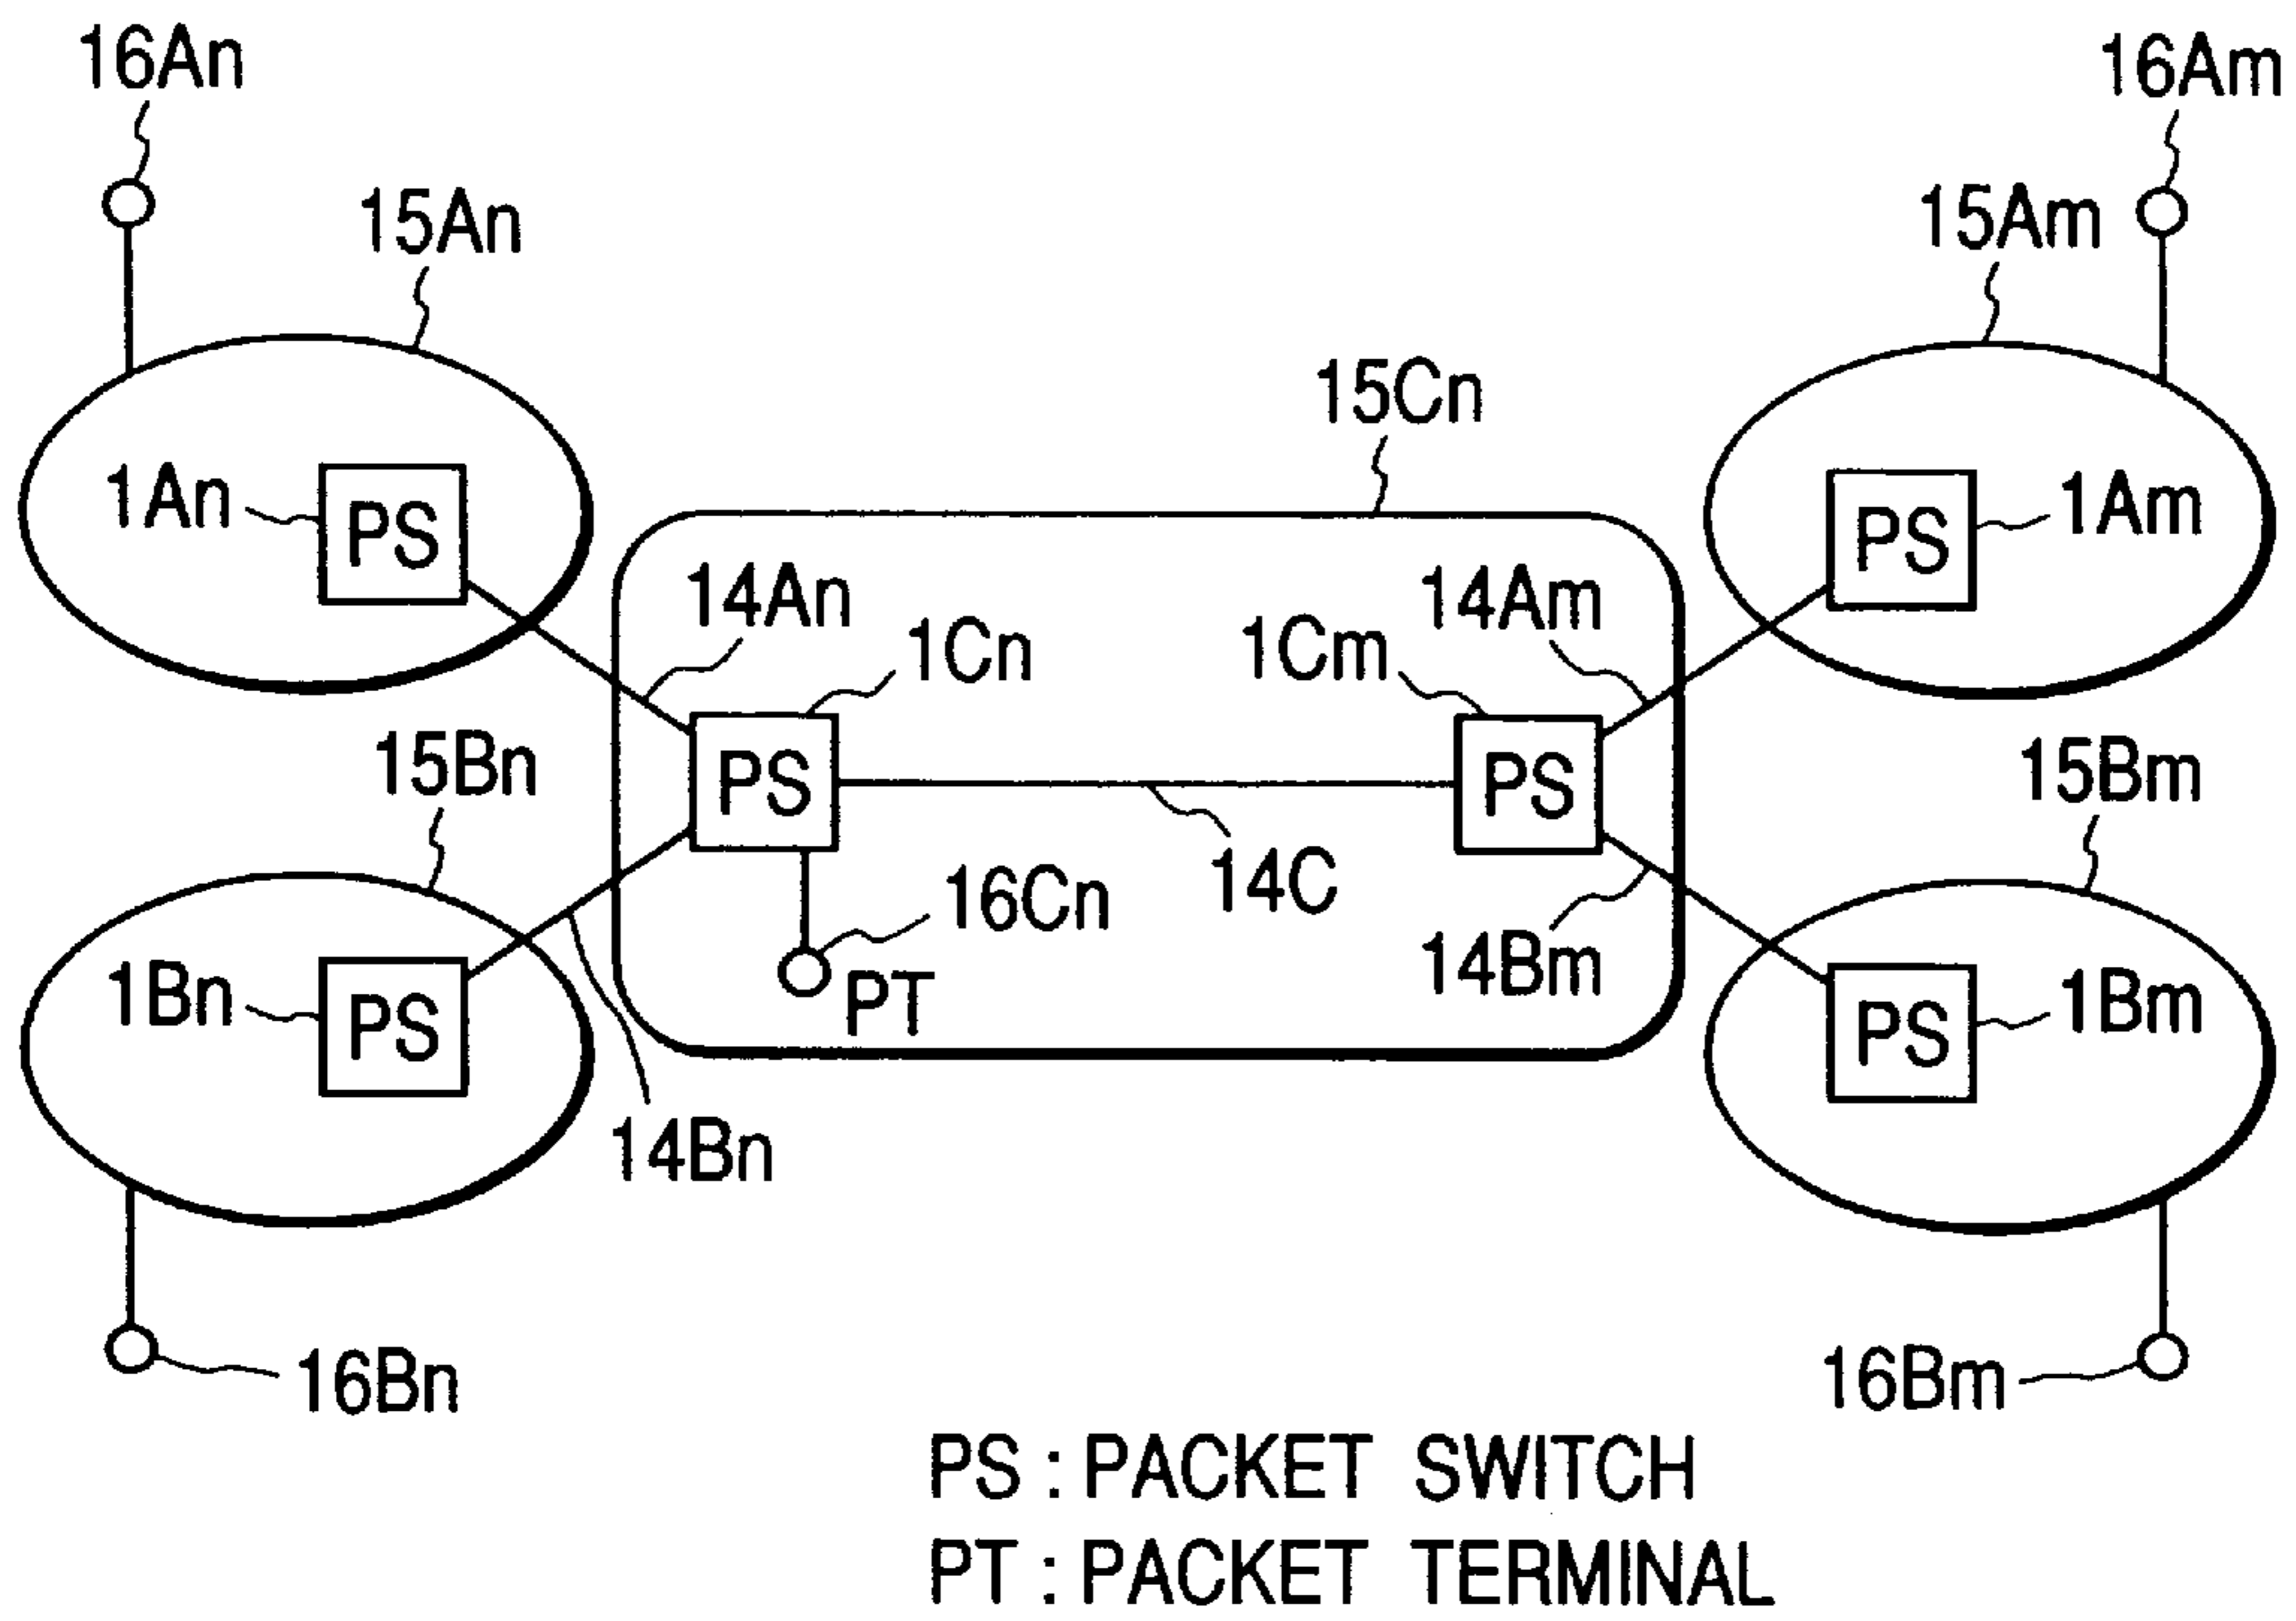 16An
16Am
15An
15Am
15Cn
1An
PS
PS
1Am
14An
14Am
1Cn
1Cm
15Bn
PS
PS
15Bm
14C
16Cn
14Bm
PT
1Bn
PS
PS
1Bm
14Bn
16Bn
16Bm
PS : PACKET SWITCH
PT : PACKET TERMINAL